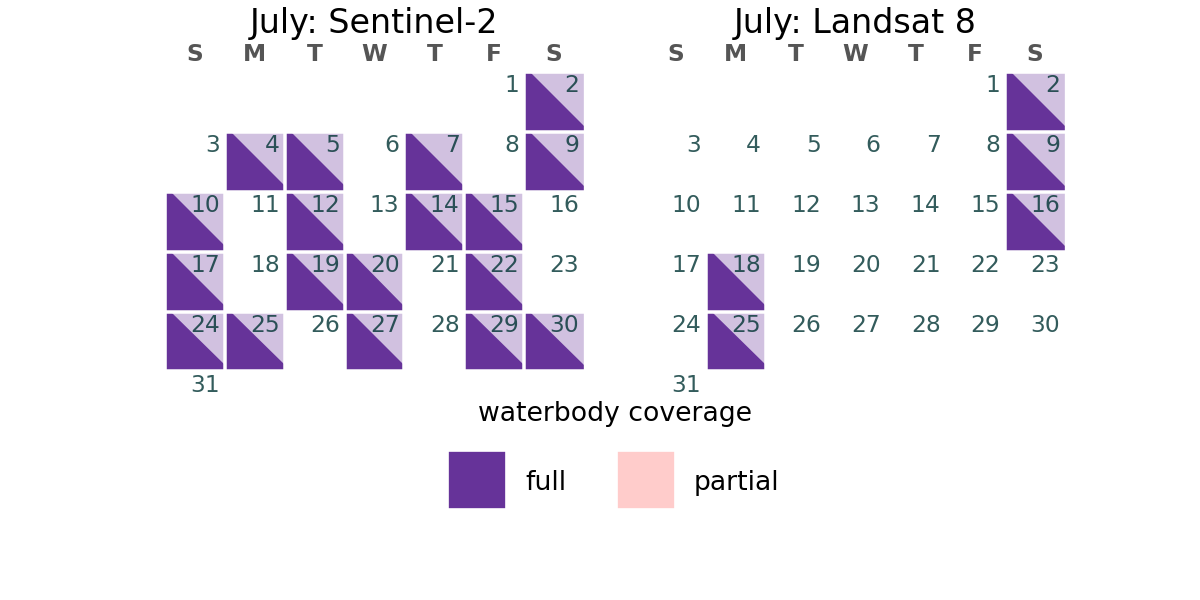 July: Sentinel-2
S M T W T F S
1 2
3 4 5 6 7 8 9
10 11 12 13 14 15 16
17 18 19 20 21 22 23
24 25 26 27 28 29 30
31
July: Landsat 8
S M T W T F S
1 2
3 4 5 6 7 8 9
10 11 12 13 14 15 16
17 18 19 20 21 22 23
24 25 26 27 28 29 30
31
waterbody coverage
full partial